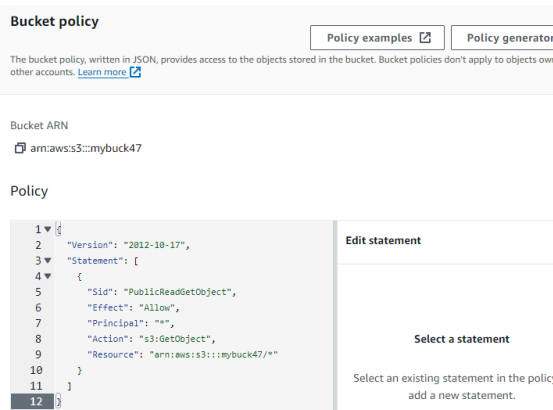 Bucket policy
Policy examples
Policy generator
The bucket policy, written in JSON, provides access to the objects stored in the bucket. Bucket policies don't apply to objects
other accounts. Learn more
Bucket ARN
arn:aws:s3:::mybuck47
Policy
1 {
2 "Version": "2012-10-17",
3 "Statement": [
4 {
5 "Sid": "PublicReadGetObject",
6 "Effect": "Allow",
7 "Principal": "*",
8 "Action": "s3:GetObject",
9 "Resource": "arn:aws:s3:::mybuck47/*"
10 }
11 ]
12 }
Edit statement
Select a statement
Select an existing statement in the policy
add a new statement.